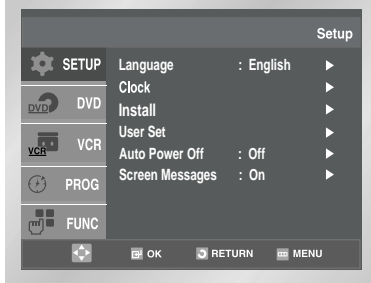 Setup
SETUP
Language : English ►
Clock ►
Install ►
User Set ►
Auto Power Off : Off ►
Screen Messages : On ►
DVD DVD
VCR VCR
PROG
FUNC
OK RETURN MENU